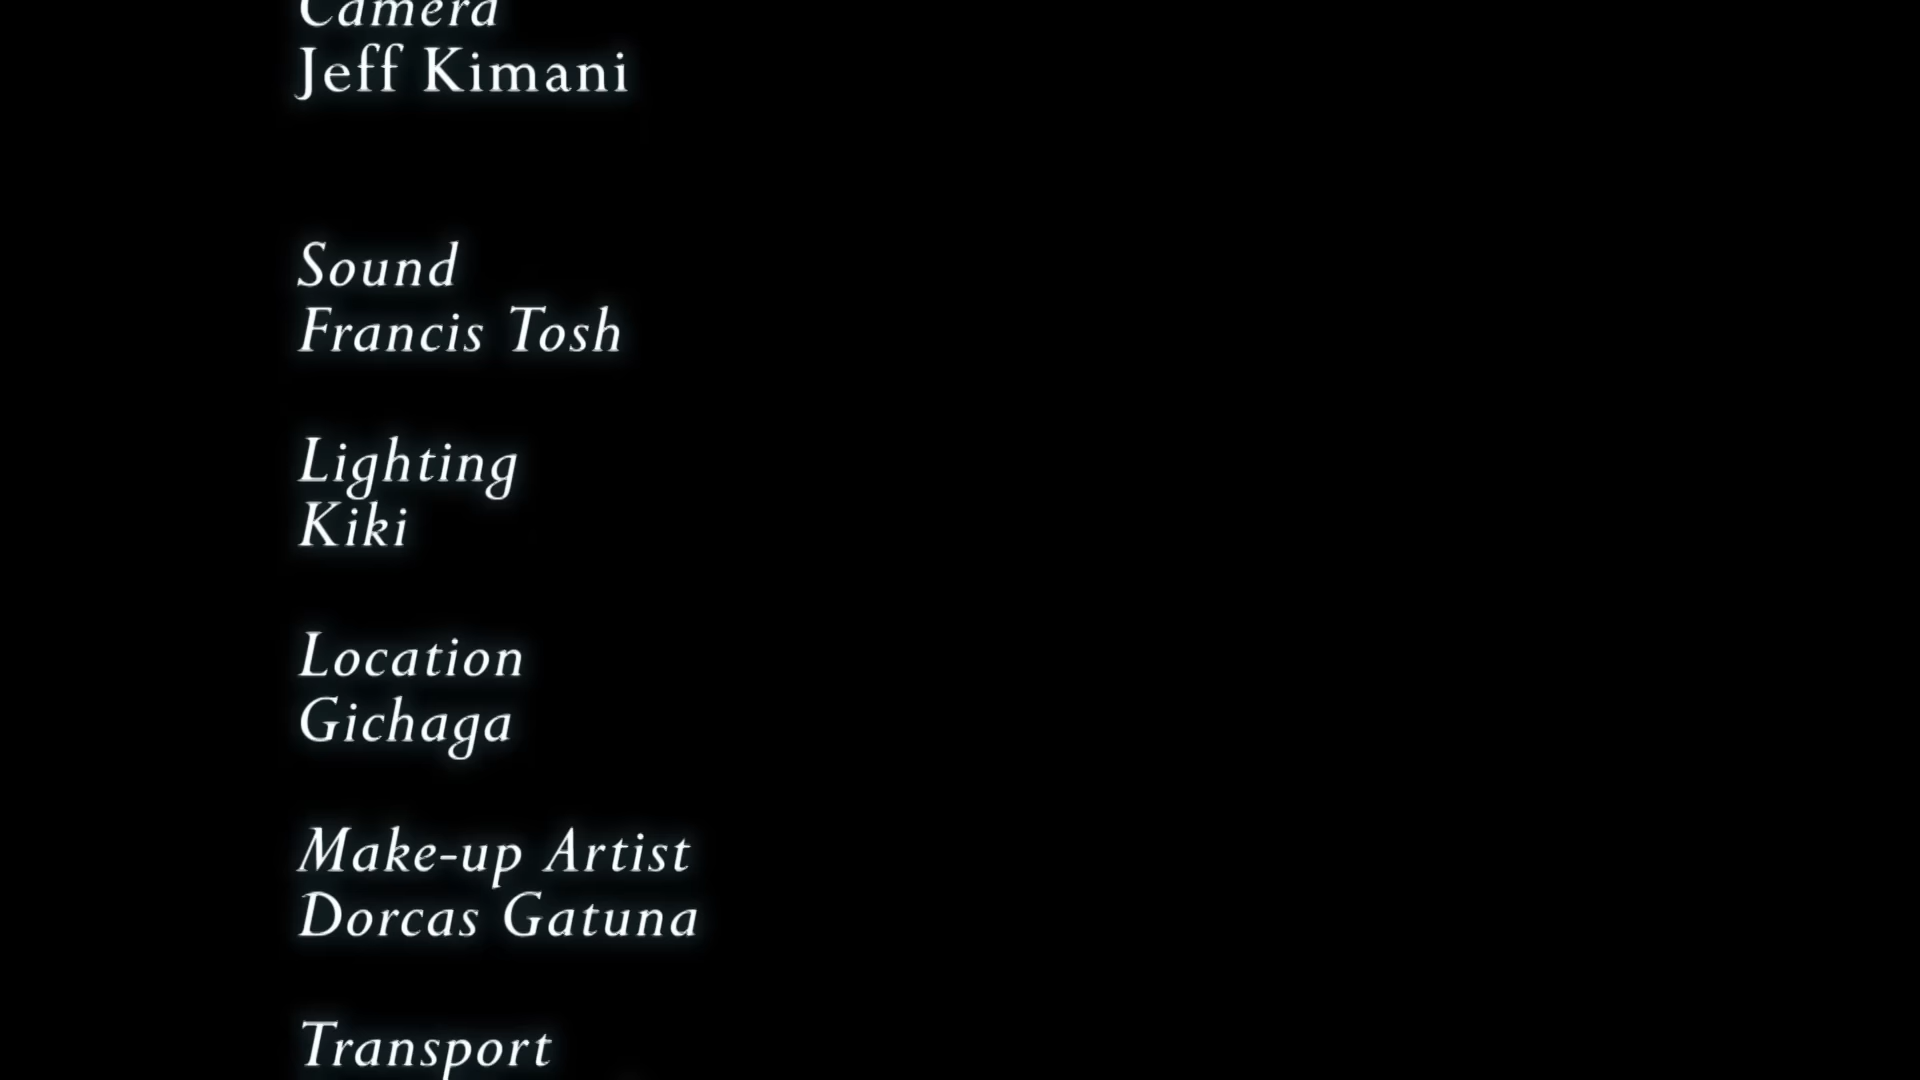 Camera
Jeff Kimani
Sound
Francis Tosh
Lighting
Kiki
Location
Gichaga
Make-up Artist
Dorcas Gatuna
Transport